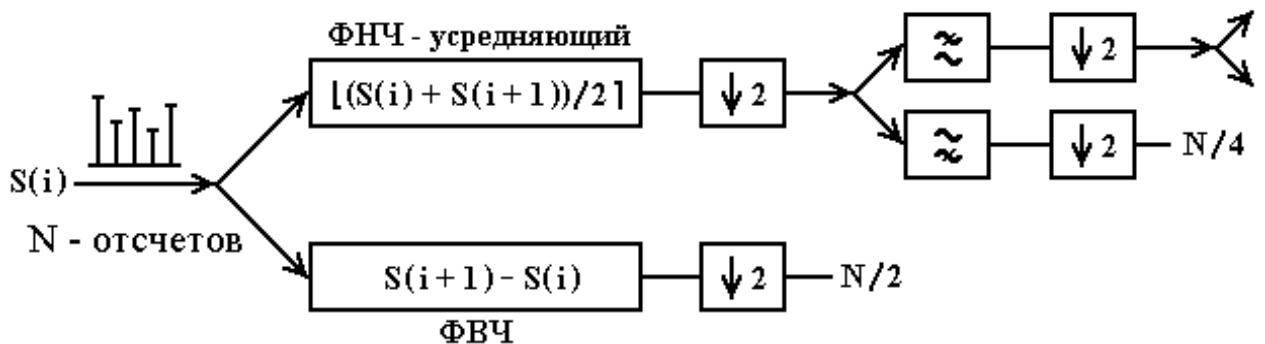 ФНЧ - усредняющий
⌊(S(i) + S(i+1))/2⌉
↓2
≈
↓2
≈
↓2
N/4
S(i)
N - отсчетов
S(i+1) - S(i)
↓2
N/2
ФВЧ